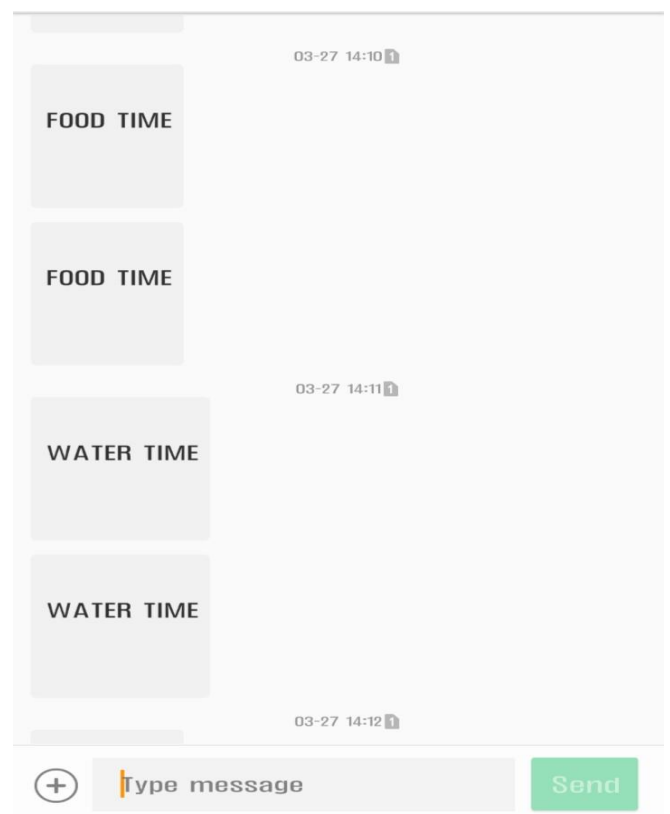 03-27 14:10 1
FOOD TIME
FOOD TIME
03-27 14:11 1
WATER TIME
WATER TIME
03-27 14:12 1
Type message
Send